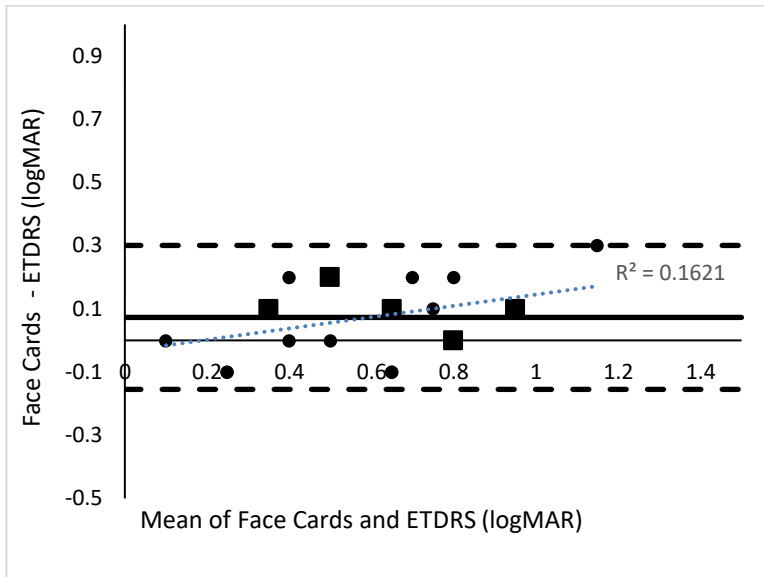 0.9
0.7
0.5
0.3
0.1
-0.1
-0.3
-0.5
Face Cards - ETDRS (logMAR)
R² = 0.1621
0 0.2 0.4 0.6 0.8 1 1.2 1.4
Mean of Face Cards and ETDRS (logMAR)